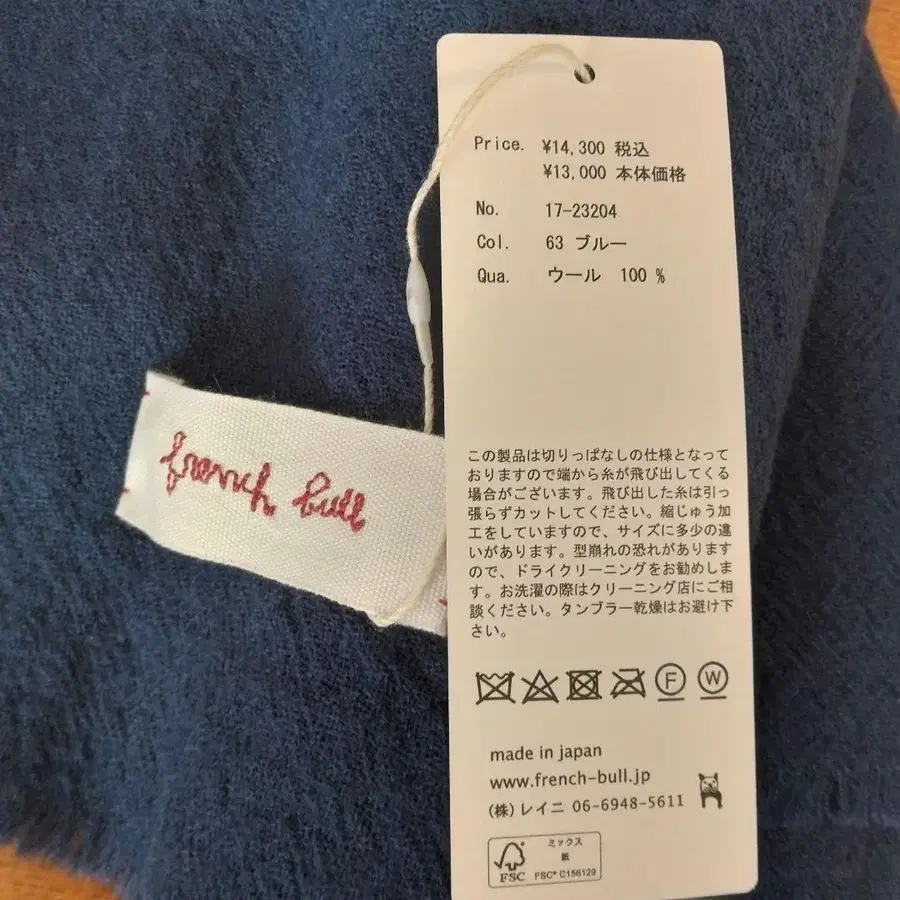 french bull
Price. ¥14,300 税込
¥13,000 本体価格
No. 17-23204
Col. 63 ブルー
Qua. ウール 100 %
この製品は切りっぱなしの仕様となって
おりますので端から糸が飛び出してくる
場合がございます。飛び出した糸は引っ
張らずカットしてください。縮じゅう加
工をしていますので、サイズに多少の違
いがあります。型崩れの恐れがあります
ので、ドライクリーニングをお勧めしま
す。お洗濯の際はクリーニング店にご相
談ください。タンブラー乾燥はお避け下
さい。
F W
made in japan
www.french-bull.jp
(株)レイニ 06-6948-5611
ミックス
紙
FSC FSC® C156129